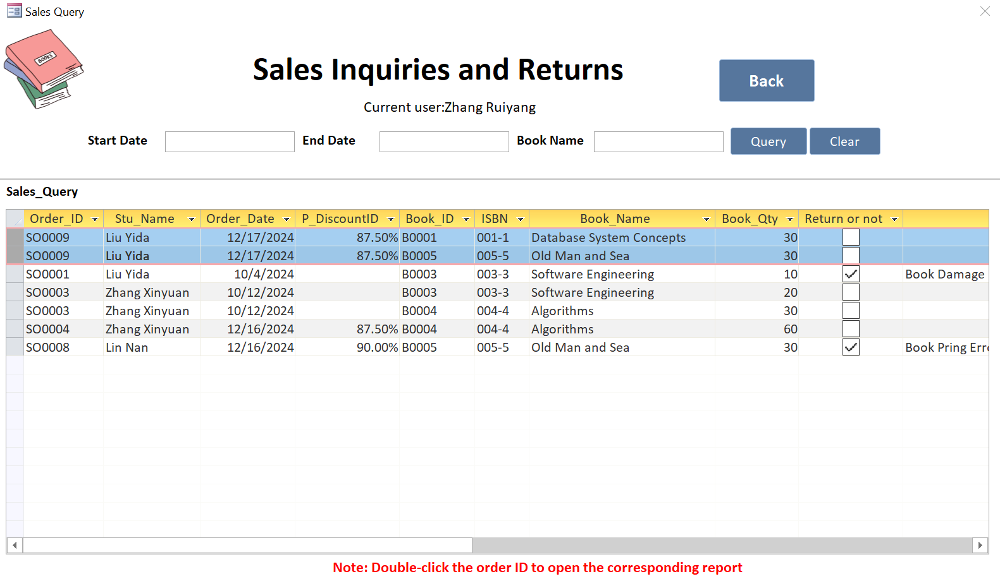 Sales Query
BOOKS
Sales Inquiries and Returns
Back
Current user:Zhang Ruiyang
Start Date End Date Book Name Query Clear
Sales_Query
Order_ID Stu_Name Order_Date P_DiscountID Book_ID ISBN Book_Name Book_Qty Return or not
SO0009 Liu Yida 12/17/2024 87.50% B0001 001-1 Database System Concepts 30
SO0009 Liu Yida 12/17/2024 87.50% B0005 005-5 Old Man and Sea 30
SO0001 Liu Yida 10/4/2024 B0003 003-3 Software Engineering 10 Book Damage
SO0003 Zhang Xinyuan 10/12/2024 B0003 003-3 Software Engineering 20
SO0003 Zhang Xinyuan 10/12/2024 B0004 004-4 Algorithms 30
SO0004 Zhang Xinyuan 12/16/2024 87.50% B0004 004-4 Algorithms 60
SO0008 Lin Nan 12/16/2024 90.00% B0005 005-5 Old Man and Sea 30 Book Pring
Note: Double-click the order ID to open the corresponding report